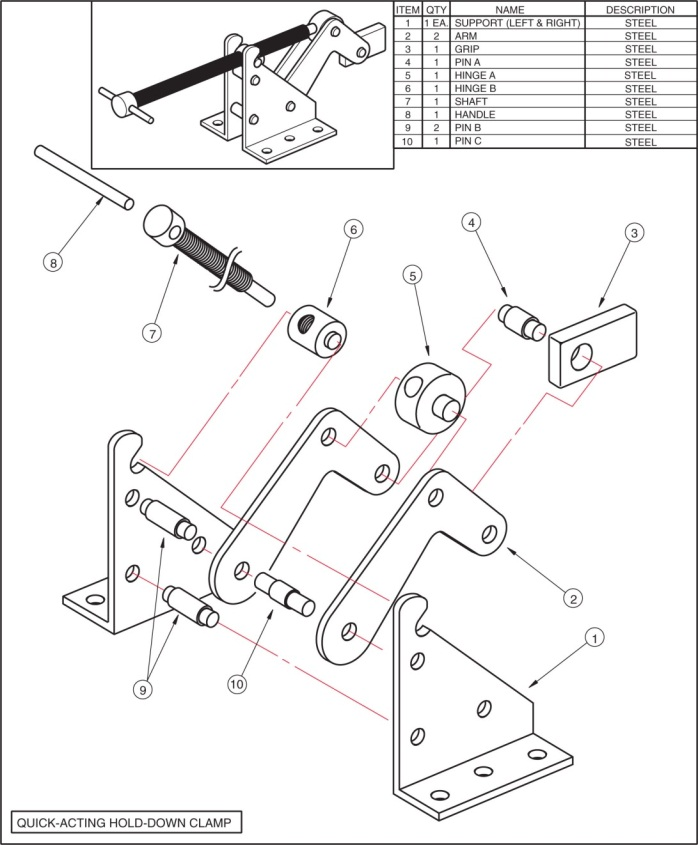 ITEM QTY NAME DESCRIPTION
1 1 EA. SUPPORT (LEFT & RIGHT) STEEL
2 2 ARM STEEL
3 1 GRIP STEEL
4 1 PIN A STEEL
5 1 HINGE A STEEL
6 1 HINGE B STEEL
7 1 SHAFT STEEL
8 1 HANDLE STEEL
9 2 PIN B STEEL
10 1 PIN C STEEL
6
4
3
8
5
7
2
1
9
10
QUICK-ACTING HOLD-DOWN CLAMP